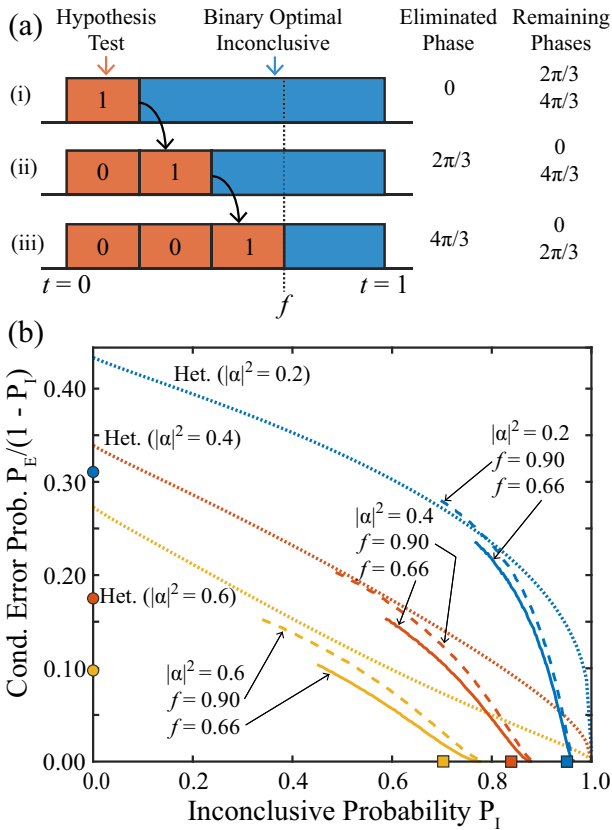 (a) Hypothesis Test
Binary Optimal Inconclusive
Eliminated Phase
Remaining Phases
(i) 1 0 2π/3 4π/3
(ii) 0 1 2π/3 0 4π/3
(iii) 0 0 1 4π/3 0 2π/3
t = 0 f t = 1
(b)
Cond. Error Prob. P_E/(1 - P_I)
0.40
0.30
0.20
0.10
0.00
Het. (|α|² = 0.2)
Het. (|α|² = 0.4)
Het. (|α|² = 0.6)
|α|² = 0.2
f = 0.90
f = 0.66
|α|² = 0.4
f = 0.90
f = 0.66
|α|² = 0.6
f = 0.90
f = 0.66
0.0 0.2 0.4 0.6 0.8 1.0
Inconclusive Probability P_I